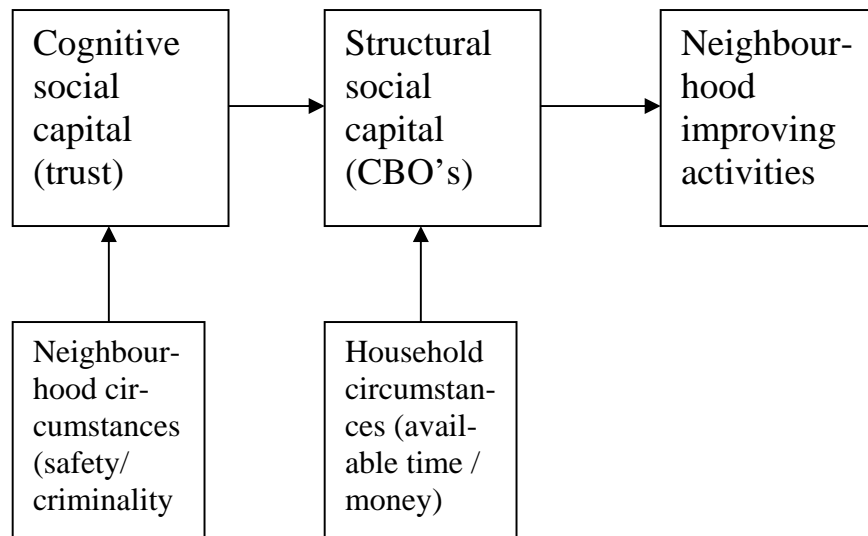 Cognitive
social
capital
(trust)
Structural
social
capital
(CBO's)
Neighbour-
hood
improving
activities
Neighbour-
hood cir-
cumstances
(safety/
criminality
Household
circumstan-
ces (avail-
able time /
money)